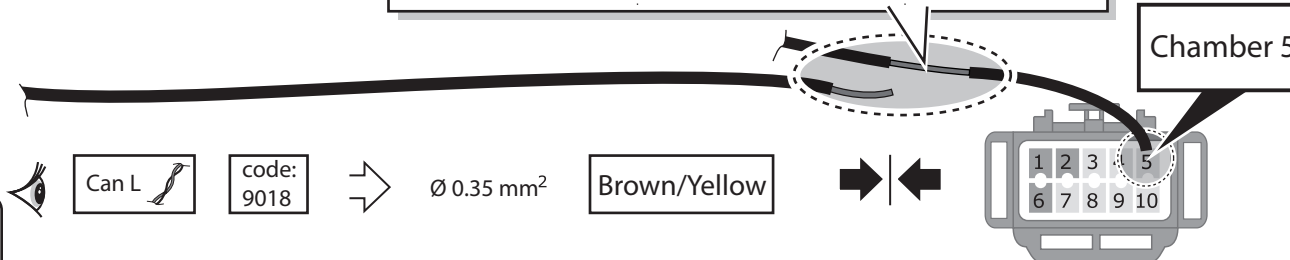 Chamber 5
Can L
code:
9018
Ø 0.35 mm²
Brown/Yellow
1 2 3 4 5
6 7 8 9 10